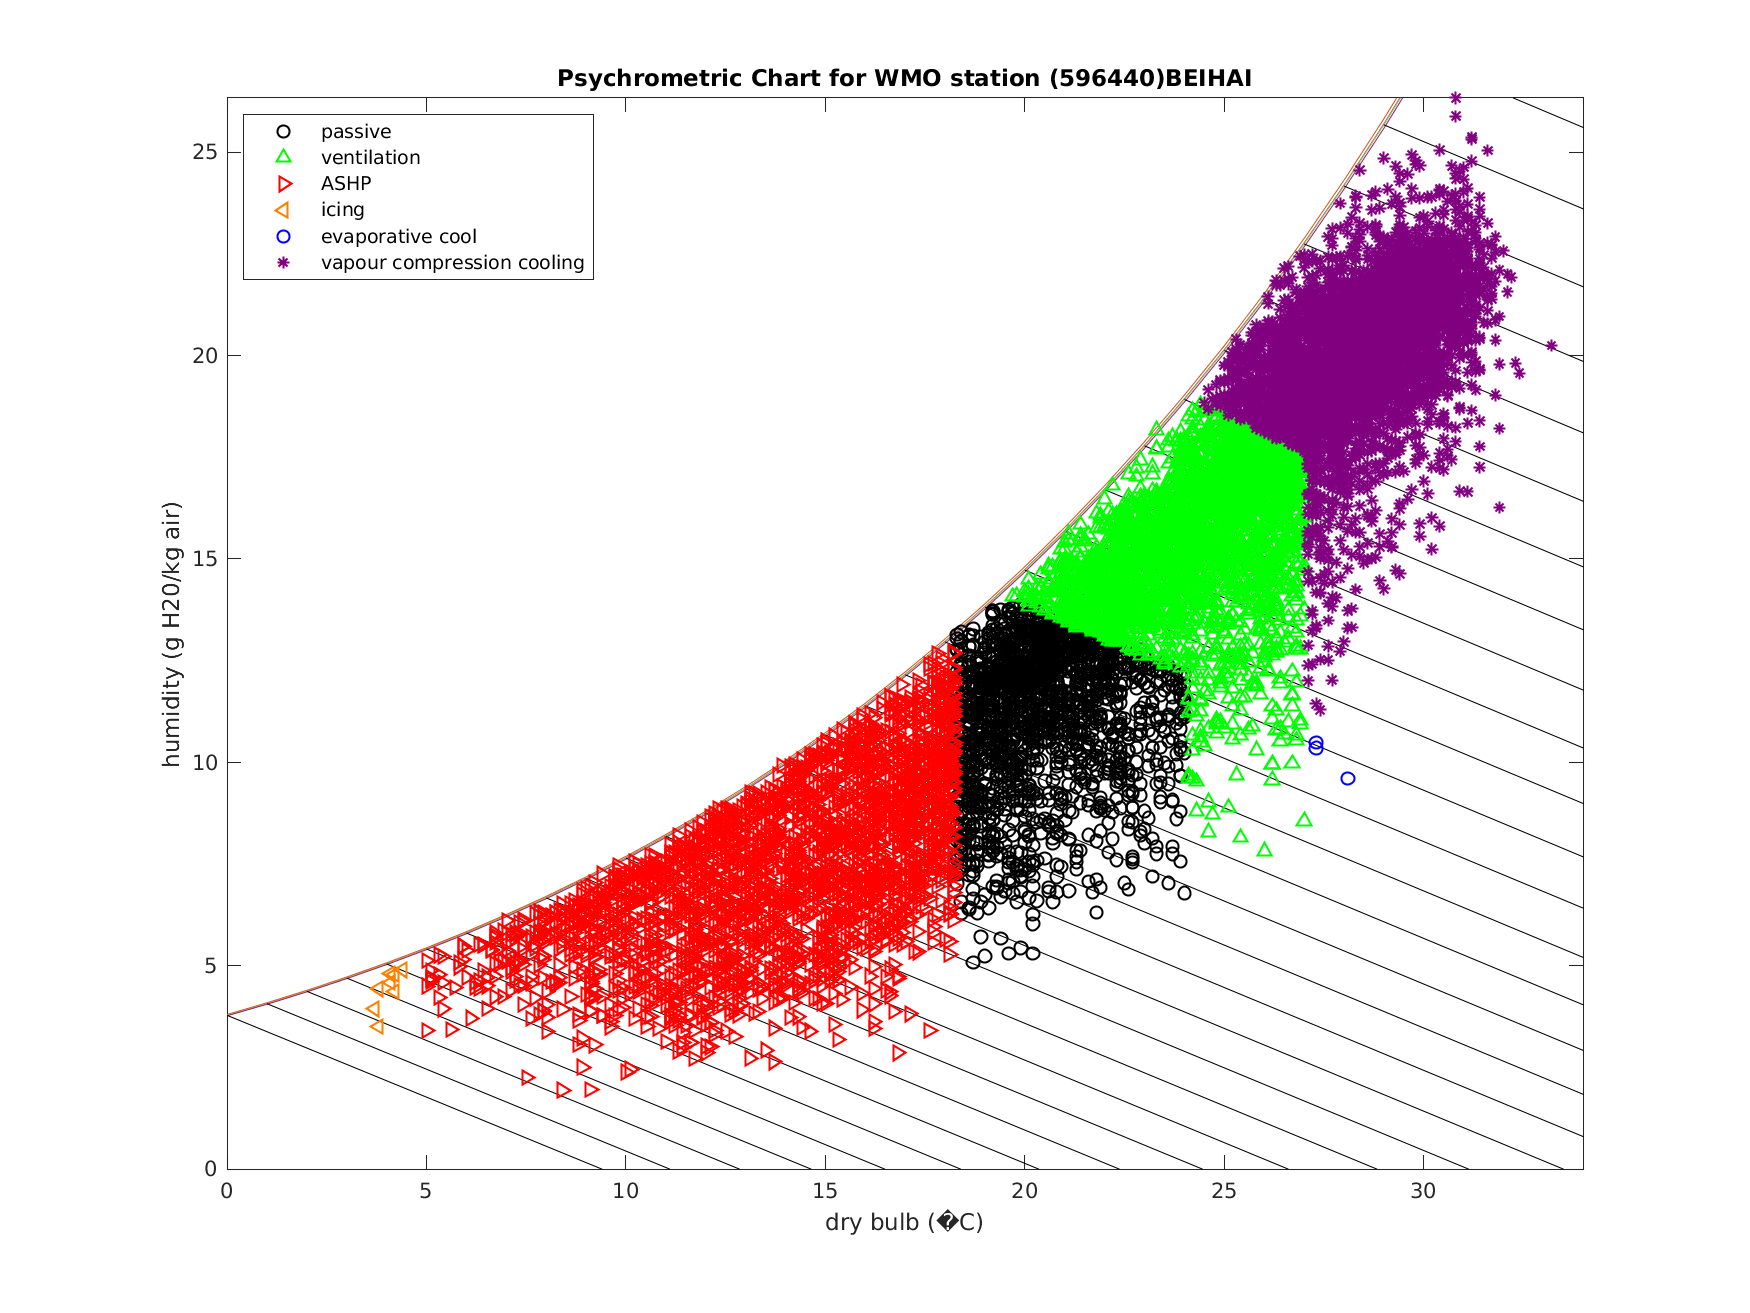 Psychrometric Chart for WMO station (596440)BEIHAI
passive
ventilation
ASHP
icing
evaporative cool
vapour compression cooling
humidity (g H20/kg air)
25
20
15
10
5
0
0 5 10 15 20 25 30
dry bulb (�C)